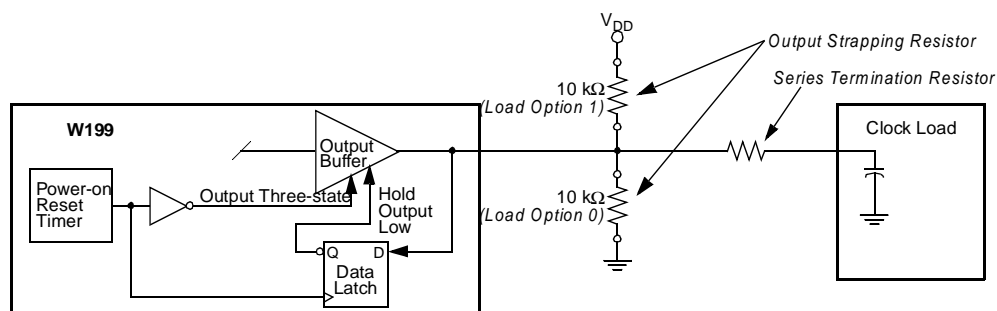 V_DD
Output Strapping Resistor
Series Termination Resistor
10 kΩ
(Load Option 1)
W199
Clock Load
Output
Buffer
Power-on
Reset
Timer
Output Three-state
Hold
Output
Low
10 kΩ
(Load Option 0)
Q D
Data
Latch